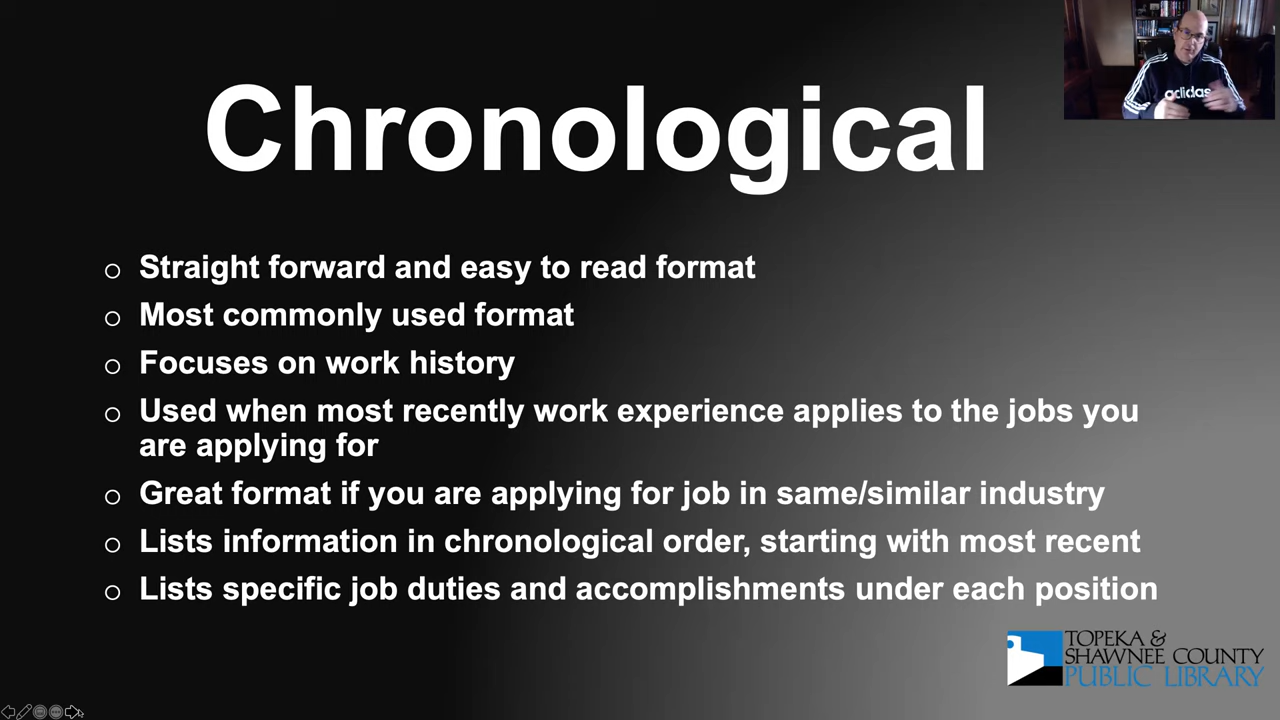 adidas
Chronological
Straight forward and easy to read format
Most commonly used format
Focuses on work history
Used when most recently work experience applies to the jobs you
are applying for
Great format if you are applying for job in same/similar industry
Lists information in chronological order, starting with most recent
Lists specific job duties and accomplishments under each position
TOPEKA &
SHAWNEE COUNTY
PUBLIC LIBRARY